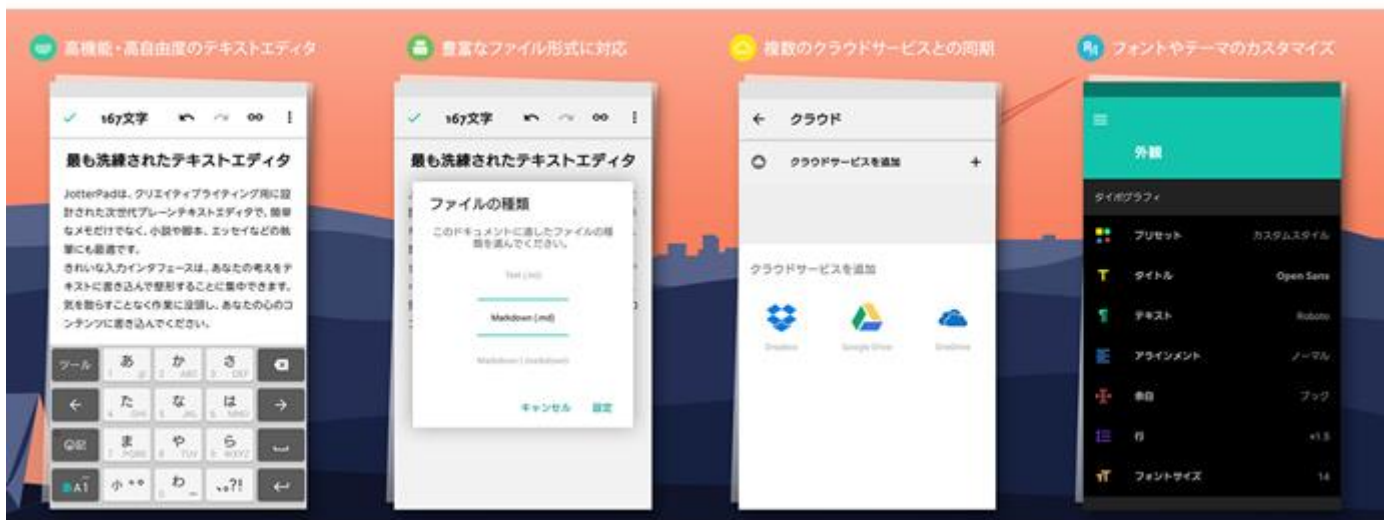 高機能・高自由度のテキストエディタ
167文字
最も洗練されたテキストエディタ
JotterPadは、クリエイティブライティング用に設
計された次世代プレーンテキストエディタで、簡単
なメモだけでなく、小説や脚本、エッセイなどの執
筆にも最適です。
きれいな入力インタフェースは、あなたの考えをテ
キストに書き込んで整形することに集中できます。
気を散らすことなく作業に没頭し、あなたの心のコ
ンテンツに書き込んでください。
ツール あ か さ
た な は
ま や ら
あA1 小 わ 、。?!
豊富なファイル形式に対応
167文字
最も洗練されたテキストエディタ
ファイルの種類
このドキュメントに適したファイルの種
類を選んでください。
Text (.txt)
Markdown (.md)
Markdown (.markdown)
キャンセル 設定
複数のクラウドサービスとの同期
クラウド
クラウドサービスを追加 +
クラウドサービスを追加
Dropbox Google Drive OneDrive
フォントやテーマのカスタマイズ
外観
タイポグラフィ
プリセット カスタムスタイル
タイトル Open Sans
テキスト Roboto
アラインメント ノーマル
余白 ブック
行 ×1.5
フォントサイズ 14